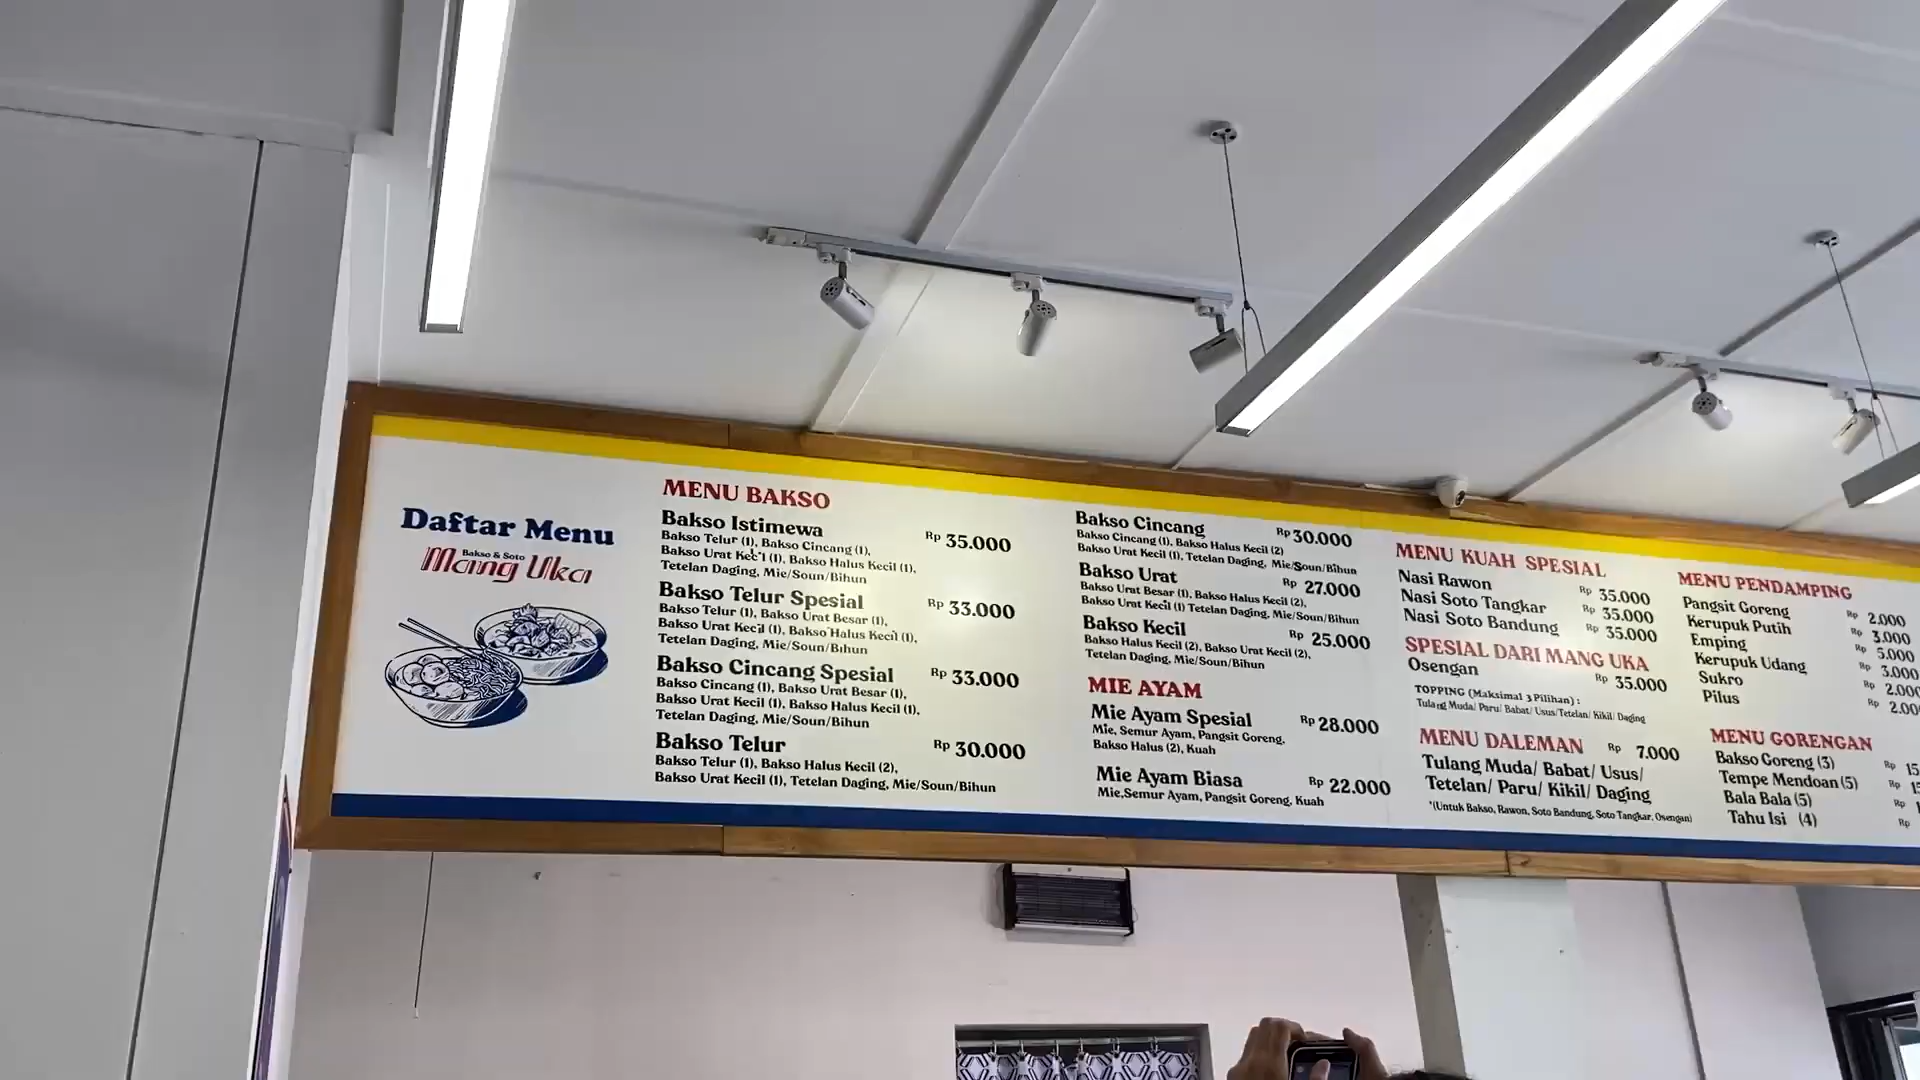 Daftar Menu
Bakso & Soto
Mang Uka
MENU BAKSO
Bakso Istimewa Rp 35.000
Bakso Telur (1), Bakso Cincang (1),
Bakso Urat Kecil (1), Bakso Halus Kecil (1),
Tetelan Daging, Mie/Soun/Bihun
Bakso Telur Spesial Rp 33.000
Bakso Telur (1), Bakso Urat Besar (1),
Bakso Urat Kecil (1), Bakso Halus Kecil (1),
Tetelan Daging, Mie/Soun/Bihun
Bakso Cincang Spesial Rp 33.000
Bakso Cincang (1), Bakso Urat Besar (1),
Bakso Urat Kecil (1), Bakso Halus Kecil (1),
Tetelan Daging, Mie/Soun/Bihun
Bakso Telur Rp 30.000
Bakso Telur (1), Bakso Halus Kecil (2),
Bakso Urat Kecil (1), Tetelan Daging, Mie/Soun/Bihun
Bakso Cincang Rp 30.000
Bakso Cincang (1), Bakso Halus Kecil (2)
Bakso Urat Kecil (1), Tetelan Daging, Mie/Soun/Bihun
Bakso Urat Rp 27.000
Bakso Urat Besar (1), Bakso Halus Kecil (2),
Bakso Urat Kecil (1) Tetelan Daging, Mie/Soun/Bihun
Bakso Kecil Rp 25.000
Bakso Halus Kecil (2), Bakso Urat Kecil (2),
Tetelan Daging, Mie/Soun/Bihun
MIE AYAM
Mie Ayam Spesial Rp 28.000
Mie, Semur Ayam, Pangsit Goreng,
Bakso Halus (2), Kuah
Mie Ayam Biasa Rp 22.000
Mie,Semur Ayam, Pangsit Goreng, Kuah
MENU KUAH SPESIAL
Nasi Rawon Rp 35.000
Nasi Soto Tangkar Rp 35.000
Nasi Soto Bandung Rp 35.000
SPESIAL DARI MANG UKA
Osengan Rp 35.000
TOPPING (Maksimal 3 Pilihan) :
Tulang Muda/ Paru/ Babat/ Usus/Tetelan/ Kikil/ Daging
MENU DALEMAN Rp 7.000
Tulang Muda/ Babat/ Usus/
Tetelan/ Paru/ Kikil/ Daging
*(Untuk Bakso, Rawon, Soto Bandung, Soto Tangkar, Osengan)
MENU PENDAMPING
Pangsit Goreng Rp 2.000
Kerupuk Putih Rp 3.000
Emping Rp 5.000
Kerupuk Udang Rp 3.000
Sukro Rp 2.000
Pilus Rp 2.00
MENU GORENGAN
Bakso Goreng (3) Rp 15
Tempe Mendoan (5) Rp
Bala Bala (5) Rp
Tahu Isi (4) Rp